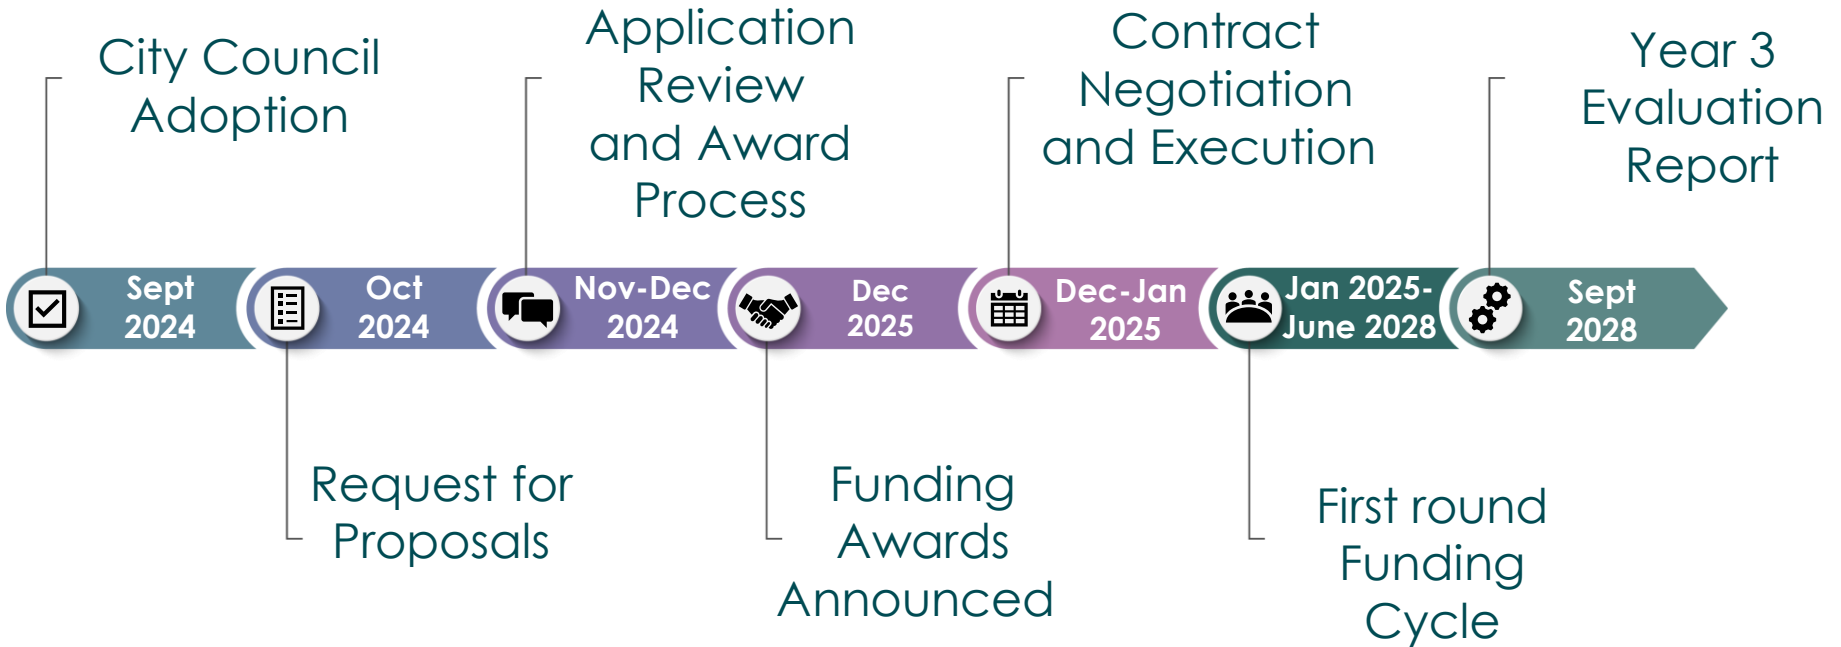 City Council
Adoption
Sept
2024
Oct
2024
Request for
Proposals
Application
Review
and Award
Process
Nov-Dec
2024
Dec
2025
Funding
Awards
Announced
Contract
Negotiation
and Execution
Dec-Jan
2025
Jan 2025-
June 2028
First round
Funding
Cycle
Year 3
Evaluation
Report
Sept
2028